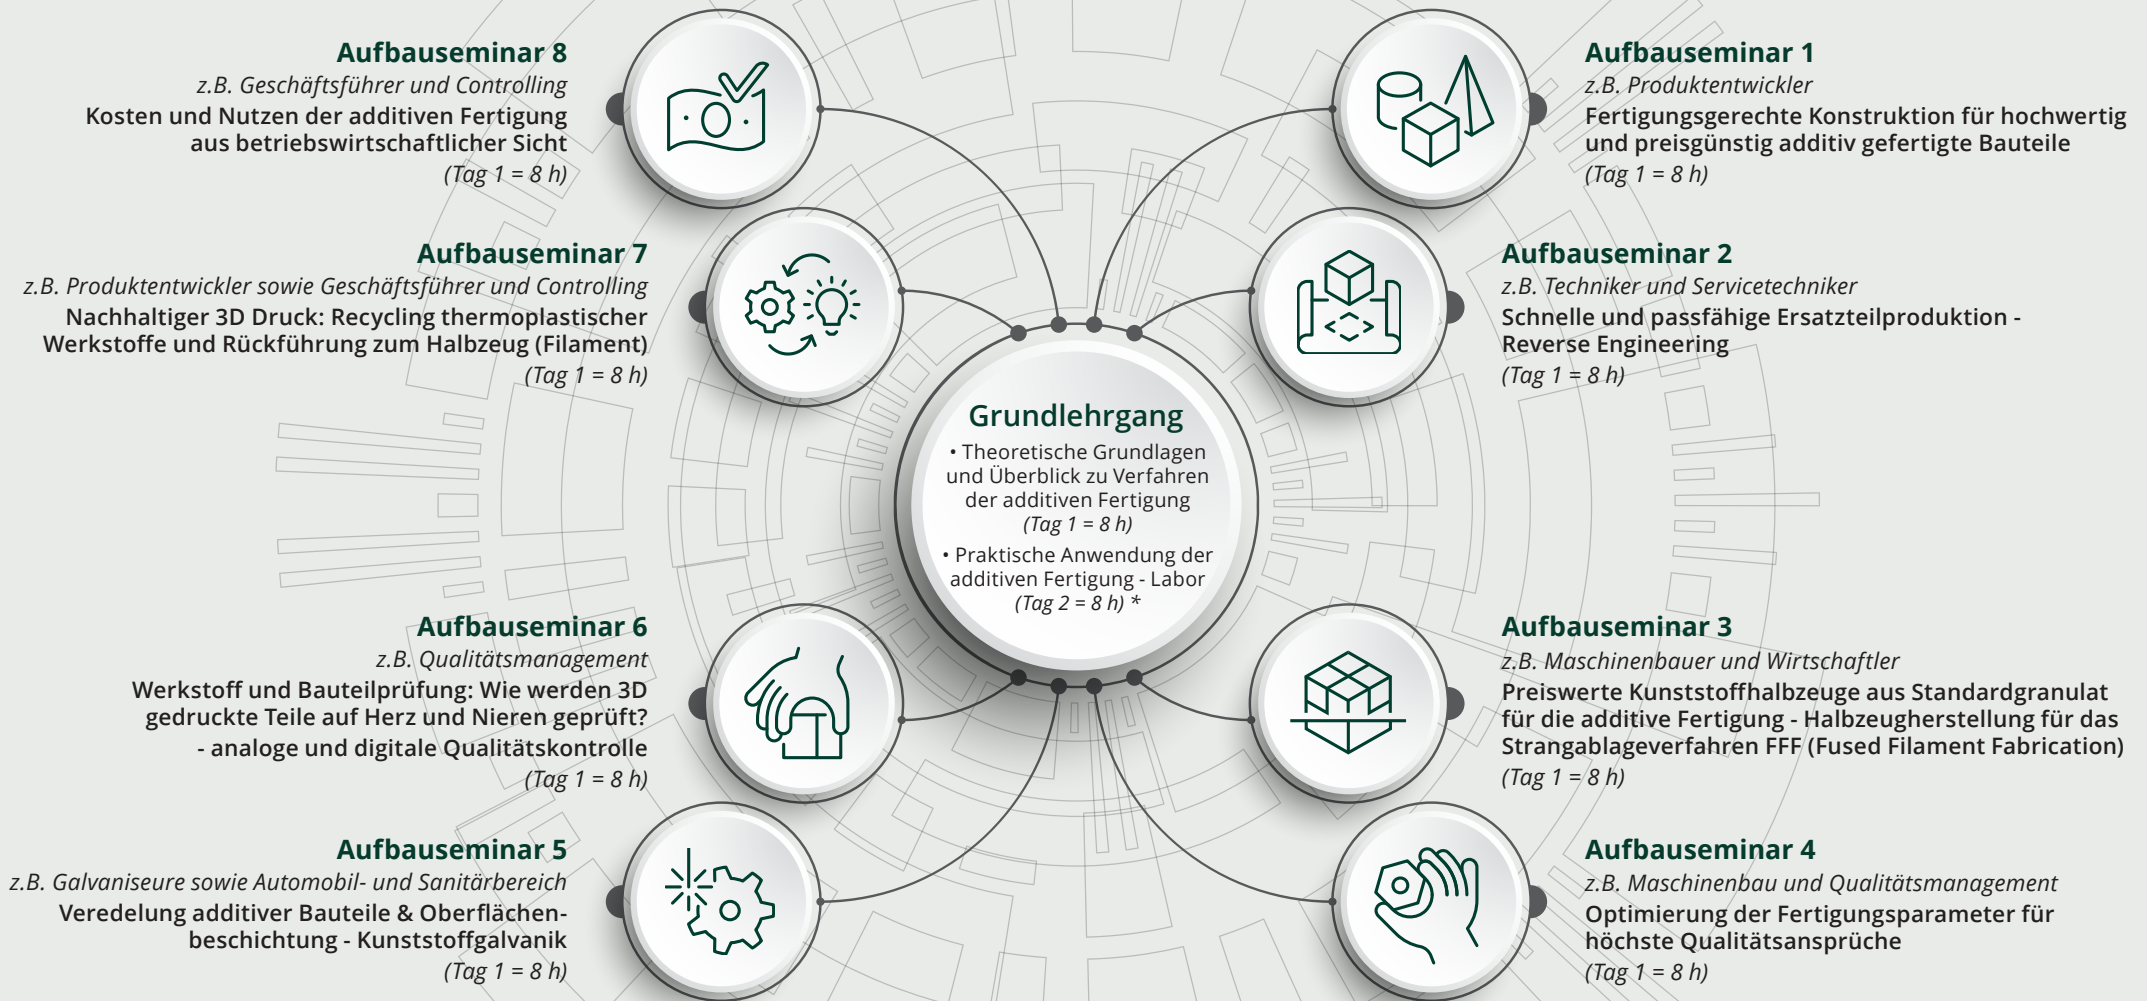 Aufbauseminar 8
z.B. Geschäftsführer und Controlling
Kosten und Nutzen der additiven Fertigung
aus betriebswirtschaftlicher Sicht
(Tag 1 = 8 h)
Aufbauseminar 1
z.B. Produktentwickler
Fertigungsgerechte Konstruktion für hochwertig
und preisgünstig additiv gefertigte Bauteile
(Tag 1 = 8 h)
Aufbauseminar 7
z.B. Produktentwickler sowie Geschäftsführer und Controlling
Nachhaltiger 3D Druck: Recycling thermoplastischer
Werkstoffe und Rückführung zum Halbzeug (Filament)
(Tag 1 = 8 h)
Aufbauseminar 2
z.B. Techniker und Servicetechniker
Schnelle und passfähige Ersatzteilproduktion -
Reverse Engineering
(Tag 1 = 8 h)
Grundlehrgang
• Theoretische Grundlagen
und Überblick zu Verfahren
der additiven Fertigung
(Tag 1 = 8 h)
• Praktische Anwendung der
additiven Fertigung - Labor
(Tag 2 = 8 h) *
Aufbauseminar 6
z.B. Qualitätsmanagement
Werkstoff und Bauteilprüfung: Wie werden 3D
gedruckte Teile auf Herz und Nieren geprüft?
- analoge und digitale Qualitätskontrolle
(Tag 1 = 8 h)
Aufbauseminar 3
z.B. Maschinenbauer und Wirtschaftler
Preiswerte Kunststoffhalbzeuge aus Standardgranulat
für die additive Fertigung - Halbzeugherstellung für das
Strangablageverfahren FFF (Fused Filament Fabrication)
(Tag 1 = 8 h)
Aufbauseminar 5
z.B. Galvaniseure sowie Automobil- und Sanitärbereich
Veredelung additiver Bauteile & Oberflächen-
beschichtung - Kunststoffgalvanik
(Tag 1 = 8 h)
Aufbauseminar 4
z.B. Maschinenbau und Qualitätsmanagement
Optimierung der Fertigungsparameter für
höchste Qualitätsansprüche
(Tag 1 = 8 h)